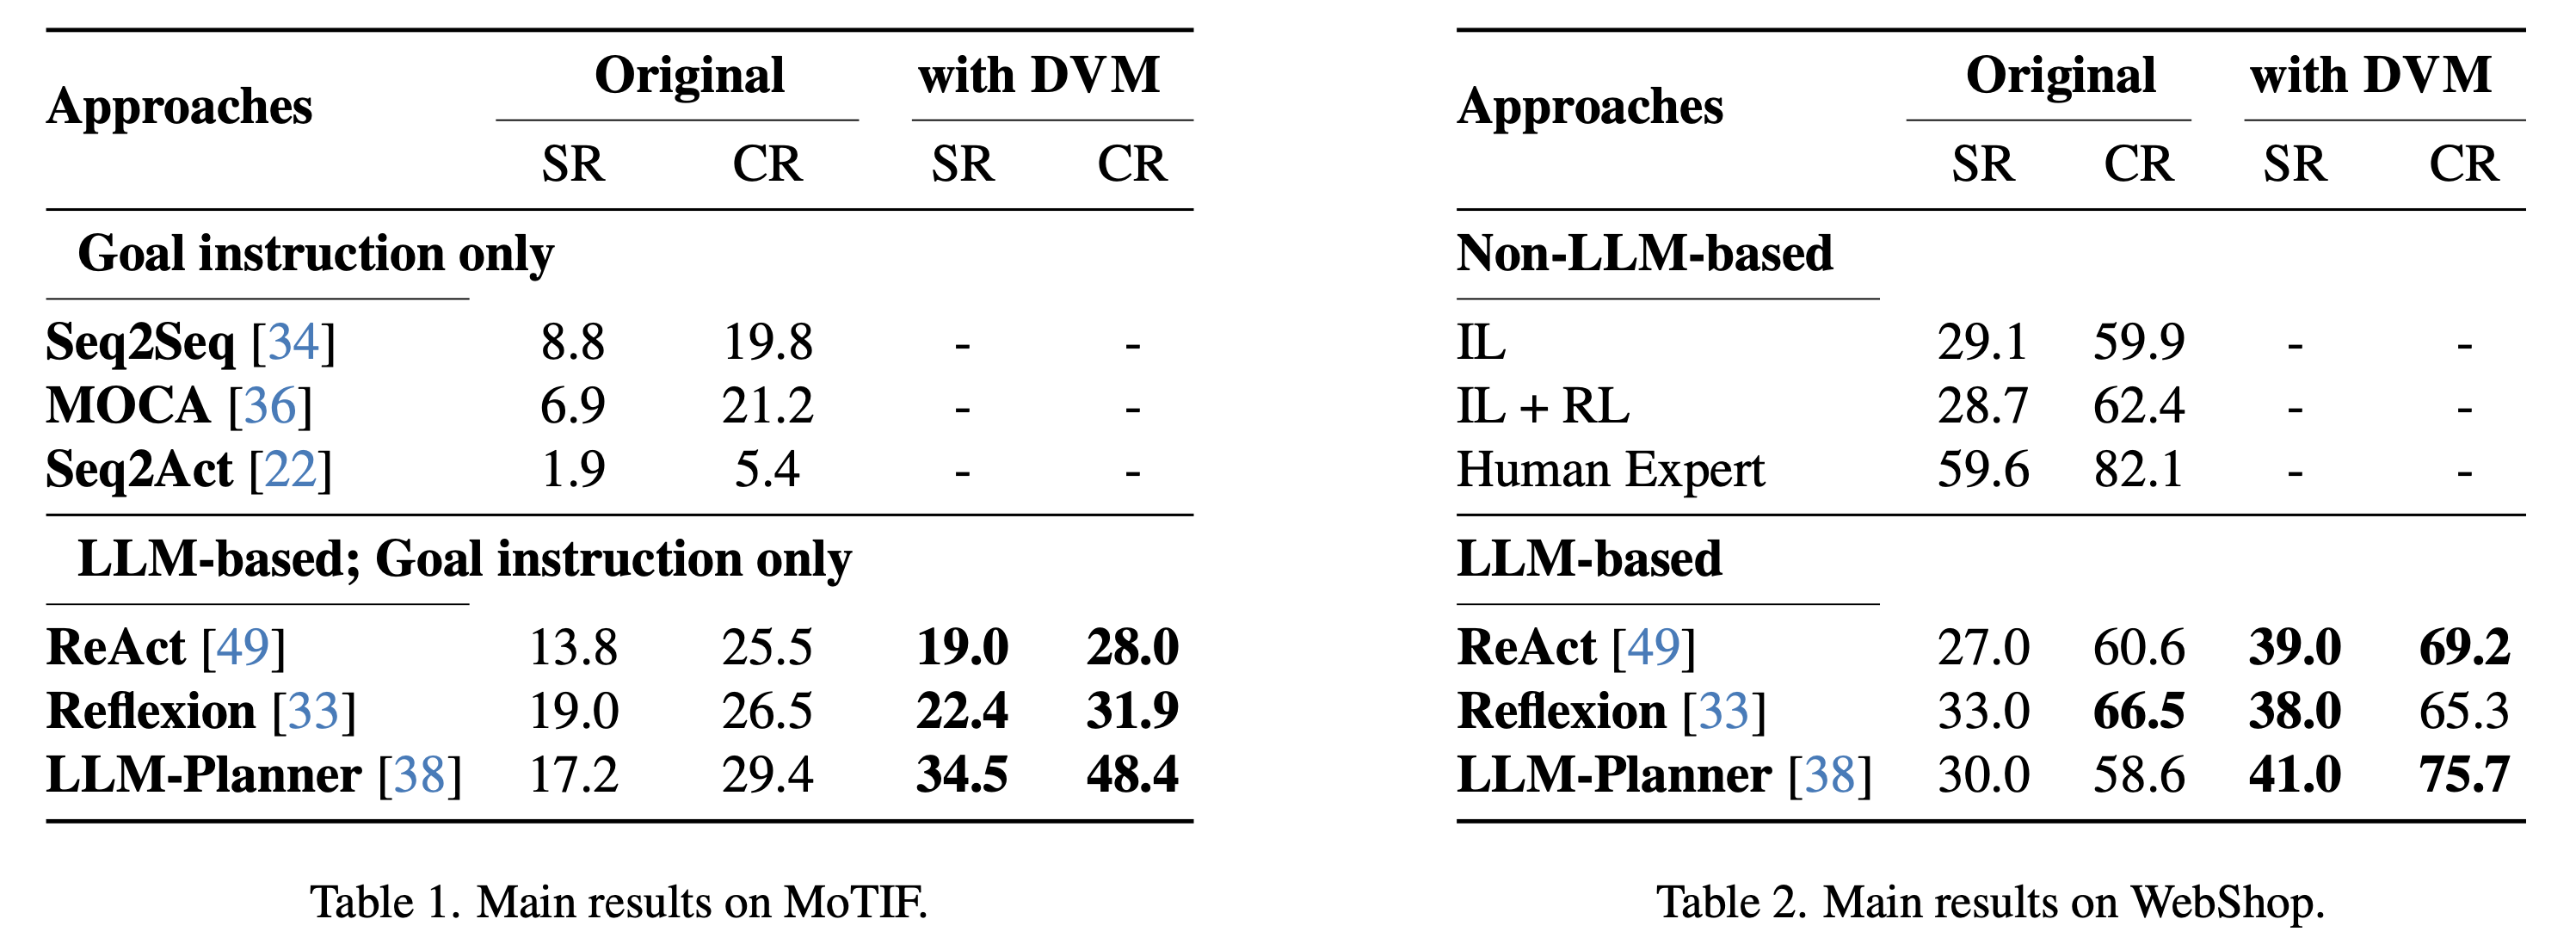 Approaches Original with DVM
SR CR SR CR
Goal instruction only
Seq2Seq [34] 8.8 19.8 - -
MOCA [36] 6.9 21.2 - -
Seq2Act [22] 1.9 5.4 - -
LLM-based; Goal instruction only
ReAct [49] 13.8 25.5 19.0 28.0
Reflexion [33] 19.0 26.5 22.4 31.9
LLM-Planner [38] 17.2 29.4 34.5 48.4
Table 1. Main results on MoTIF.
Approaches Original with DVM
SR CR SR CR
Non-LLM-based
IL 29.1 59.9 - -
IL + RL 28.7 62.4 - -
Human Expert 59.6 82.1 - -
LLM-based
ReAct [49] 27.0 60.6 39.0 69.2
Reflexion [33] 33.0 66.5 38.0 65.3
LLM-Planner [38] 30.0 58.6 41.0 75.7
Table 2. Main results on WebShop.